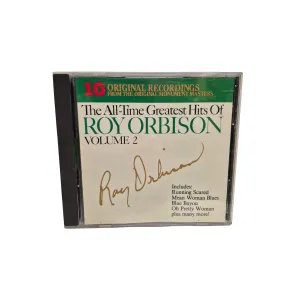 10 ORIGINAL RECORDINGS
FROM THE ORIGINAL MONUMENT MASTERS
The All-Time Greatest Hits Of
ROY ORBISON
VOLUME 2
Roy Orbison
Includes:
Running Scared
Mean Woman Blues
Blue Bayou
Oh Pretty Woman
plus many more!